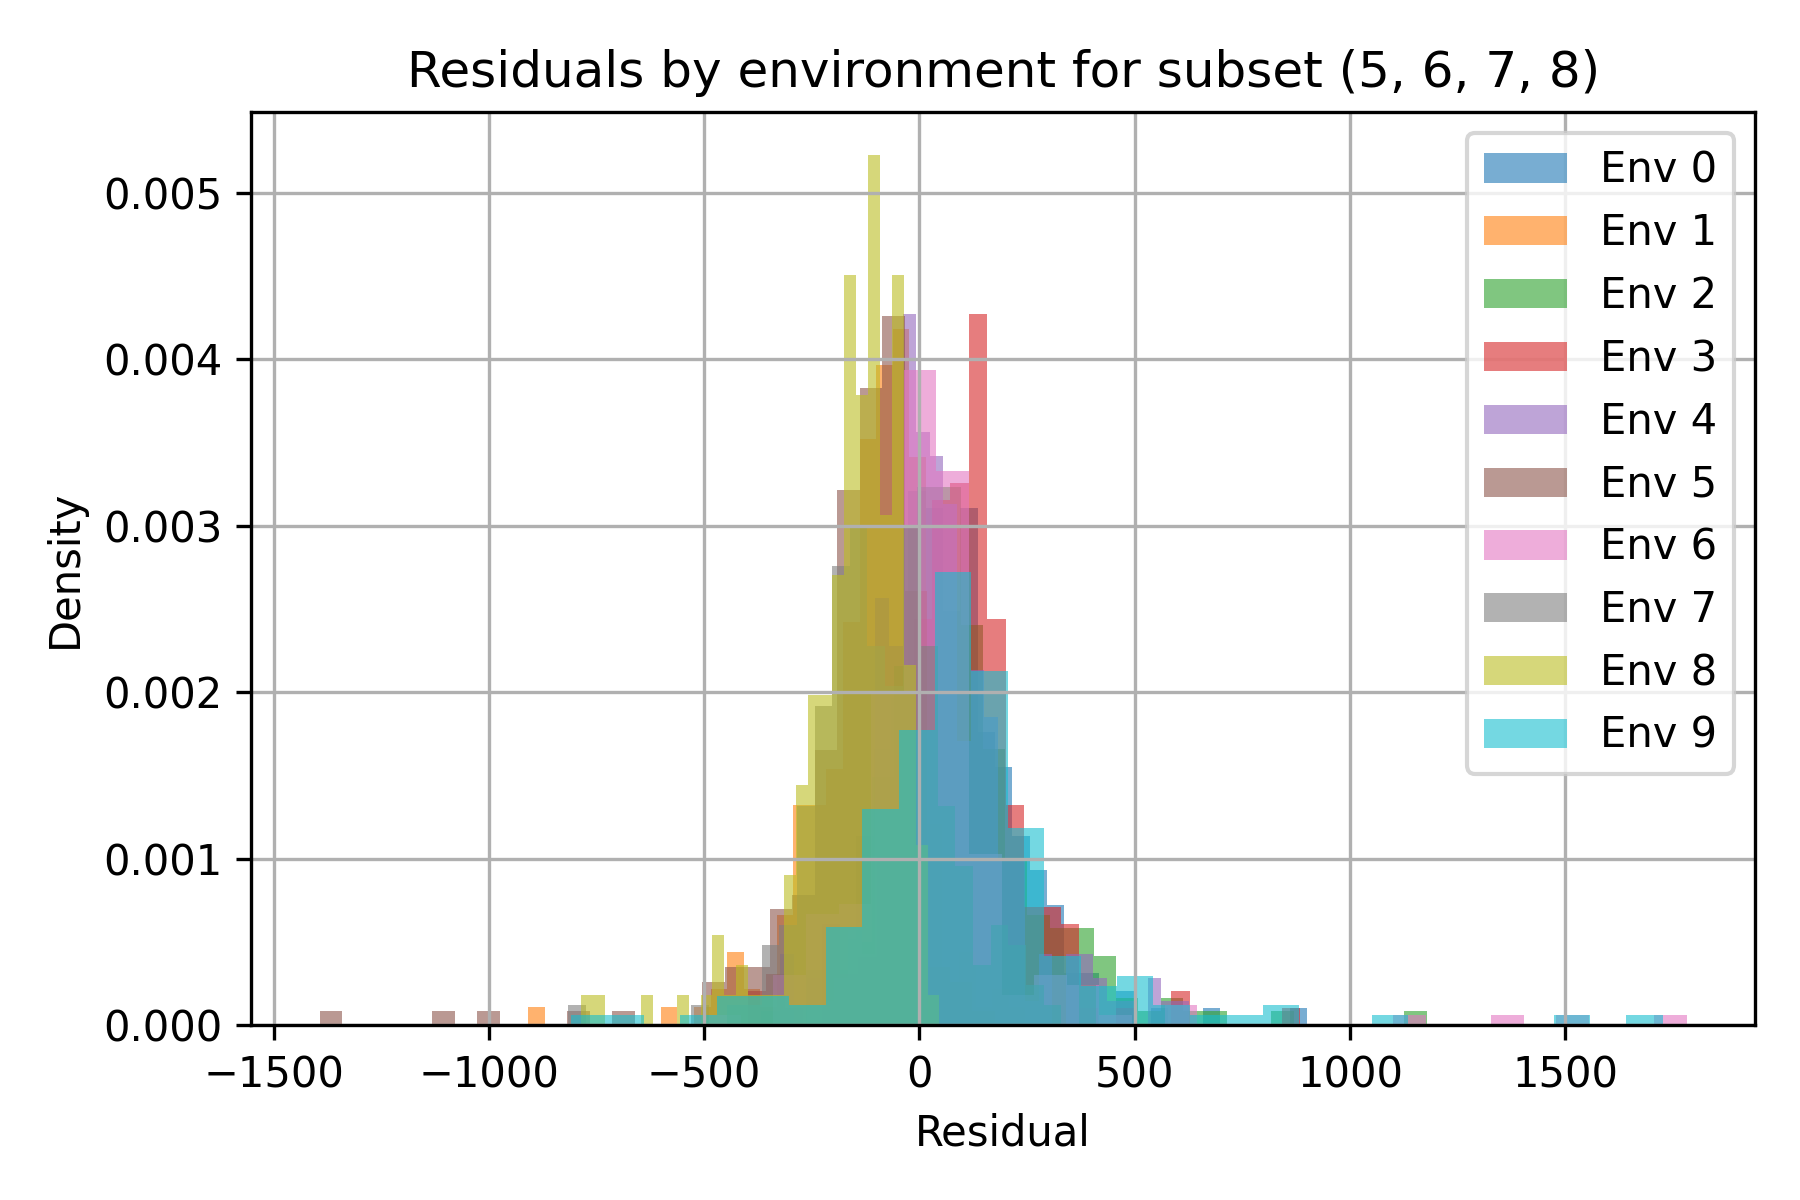 Residuals by environment for subset (5, 6, 7, 8)
Density
0.005
0.004
0.003
0.002
0.001
0.000
−1500
−1000
−500
0
500
1000
1500
Residual
Env 0
Env 1
Env 2
Env 3
Env 4
Env 5
Env 6
Env 7
Env 8
Env 9